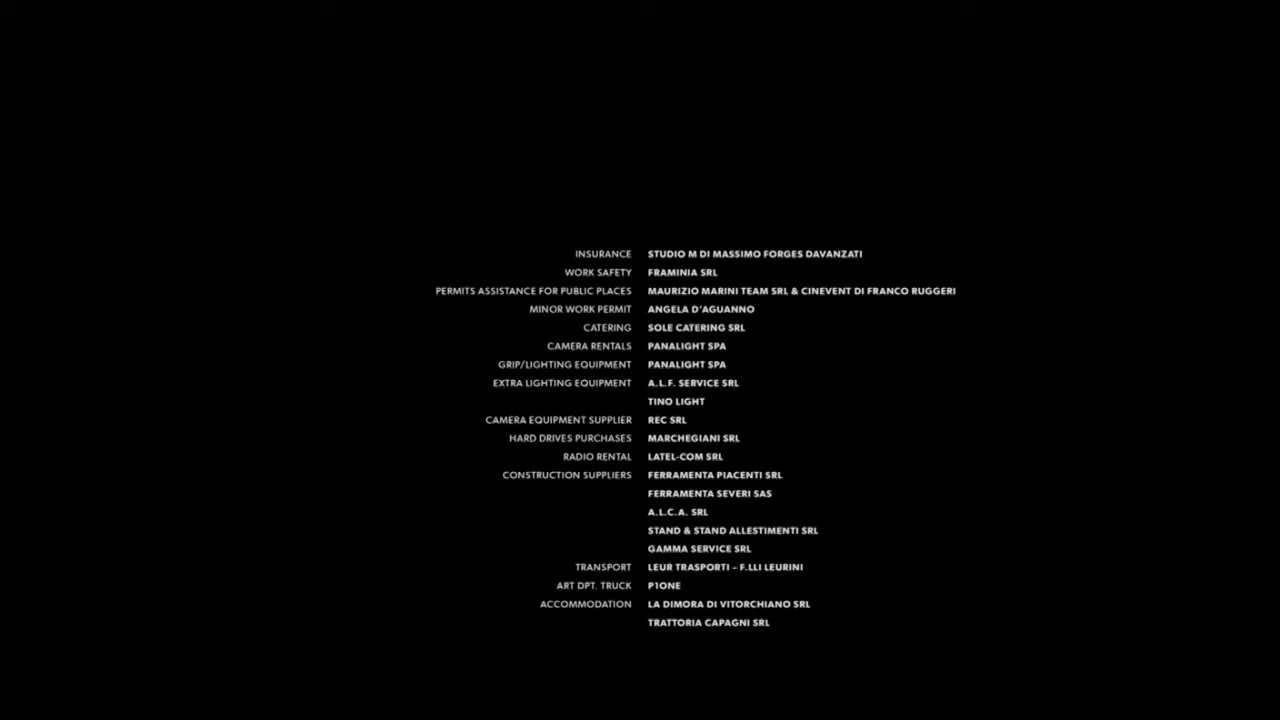 INSURANCE STUDIO M DI MASSIMO FORGES DAVANZATI
WORK SAFETY FRAMINIA SRL
PERMITS ASSISTANCE FOR PUBLIC PLACES MAURIZIO MARINI TEAM SRL & CINEVENT DI FRANCO RUGGERI
MINOR WORK PERMIT ANGELA D'AGUANNO
CATERING SOLE CATERING SRL
CAMERA RENTALS PANALIGHT SPA
GRIP/LIGHTING EQUIPMENT PANALIGHT SPA
EXTRA LIGHTING EQUIPMENT A.L.F. SERVICE SRL
TINO LIGHT
CAMERA EQUIPMENT SUPPLIER REC SRL
HARD DRIVES PURCHASES MARCHEGIANI SRL
RADIO RENTAL LATEL-COM SRL
CONSTRUCTION SUPPLIERS FERRAMENTA PIACENTI SRL
FERRAMENTA SEVERI SAS
A.L.C.A. SRL
STAND & STAND ALLESTIMENTI SRL
GAMMA SERVICE SRL
TRANSPORT LEUR TRASPORTI – F.LLI LEURINI
ART DPT. TRUCK P1ONE
ACCOMMODATION LA DIMORA DI VITORCHIANO SRL
TRATTORIA CAPAGNI SRL